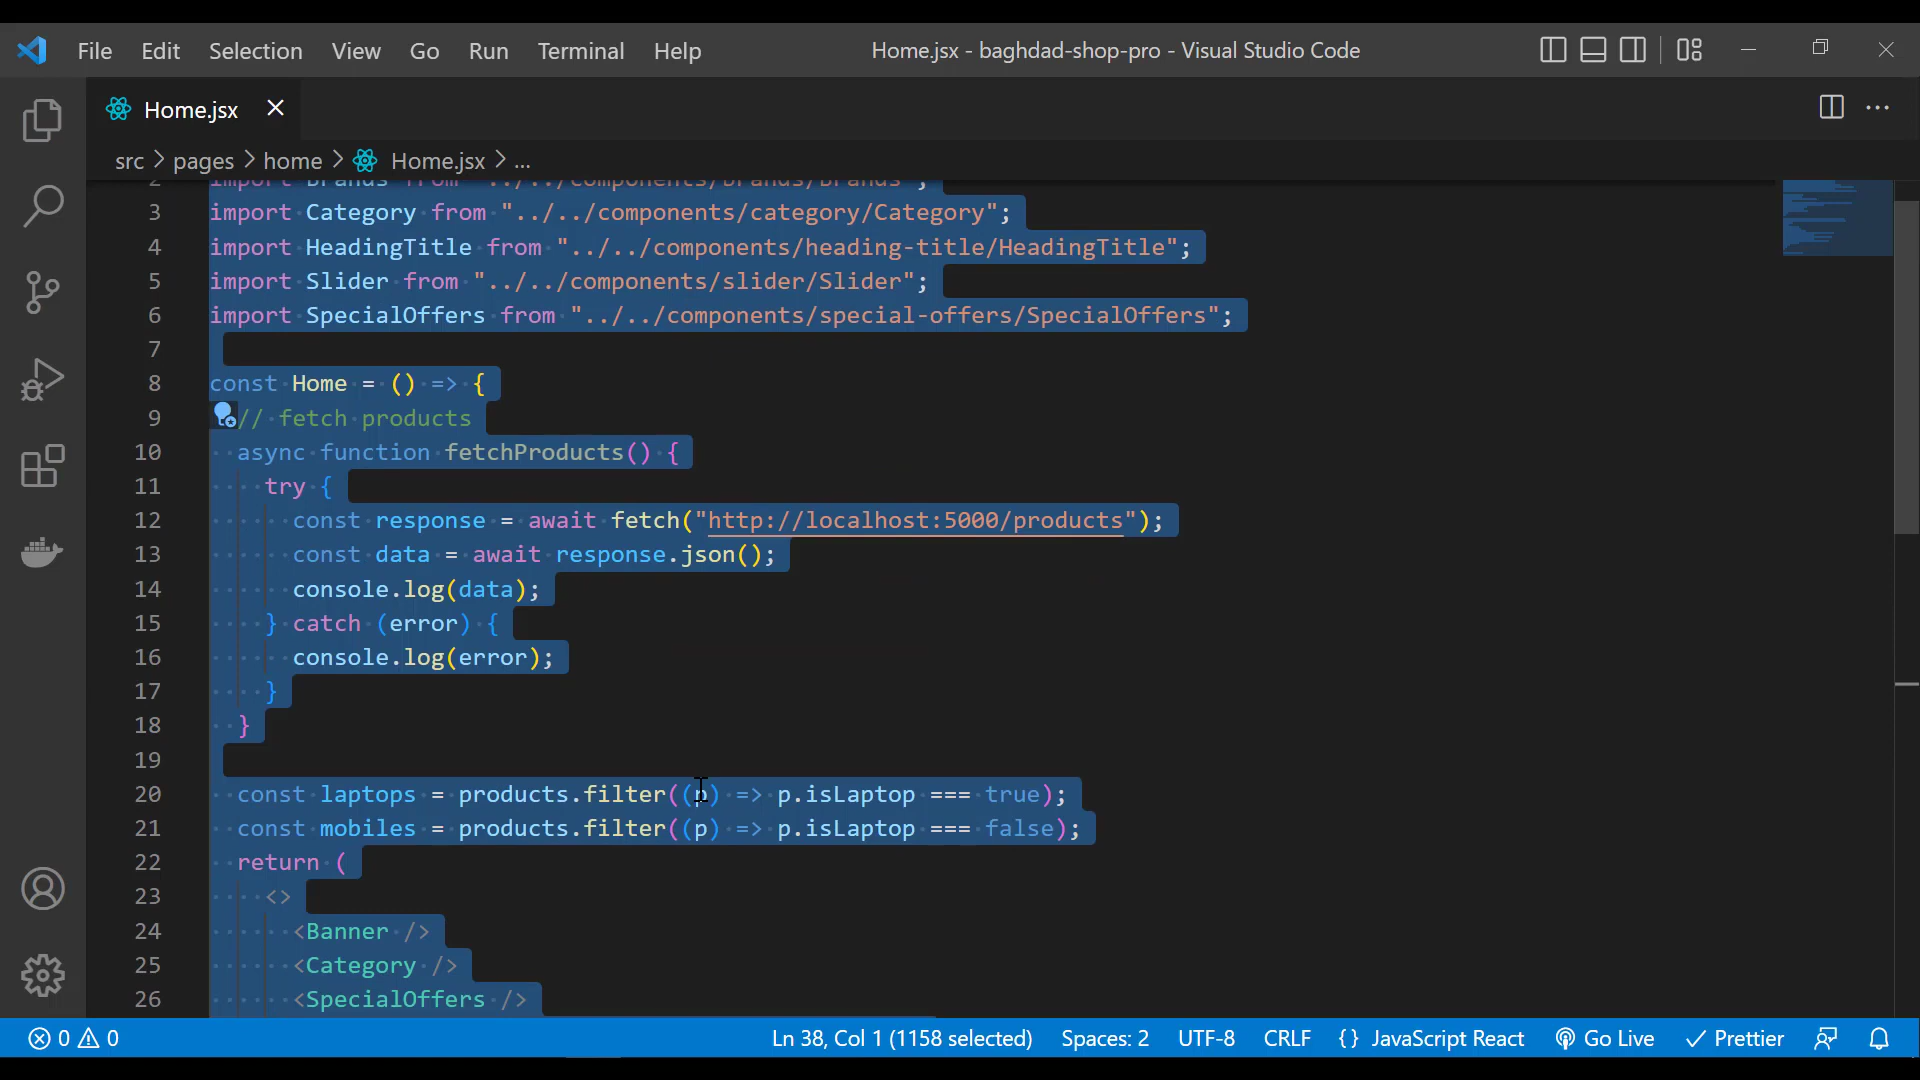 File Edit Selection View Go Run Terminal Help Home.jsx - baghdad-shop-pro - Visual Studio Code
Home.jsx
src > pages > home > Home.jsx > ...
2 import Brands from "../../components/brands/Brands";
3 import Category from "../../components/category/Category";
4 import HeadingTitle from "../../components/heading-title/HeadingTitle";
5 import Slider from "../../components/slider/Slider";
6 import SpecialOffers from "../../components/special-offers/SpecialOffers";
7
8 const Home = () => {
9 // fetch products
10 async function fetchProducts() {
11 try {
12 const response = await fetch("http://localhost:5000/products");
13 const data = await response.json();
14 console.log(data);
15 } catch (error) {
16 console.log(error);
17 }
18 }
19
20 const laptops = products.filter((p) => p.isLaptop === true);
21 const mobiles = products.filter((p) => p.isLaptop === false);
22 return (
23 <>
24 <Banner />
25 <Category />
26 <SpecialOffers />
0 0 Ln 38, Col 1 (1158 selected) Spaces: 2 UTF-8 CRLF {} JavaScript React Go Live Prettier